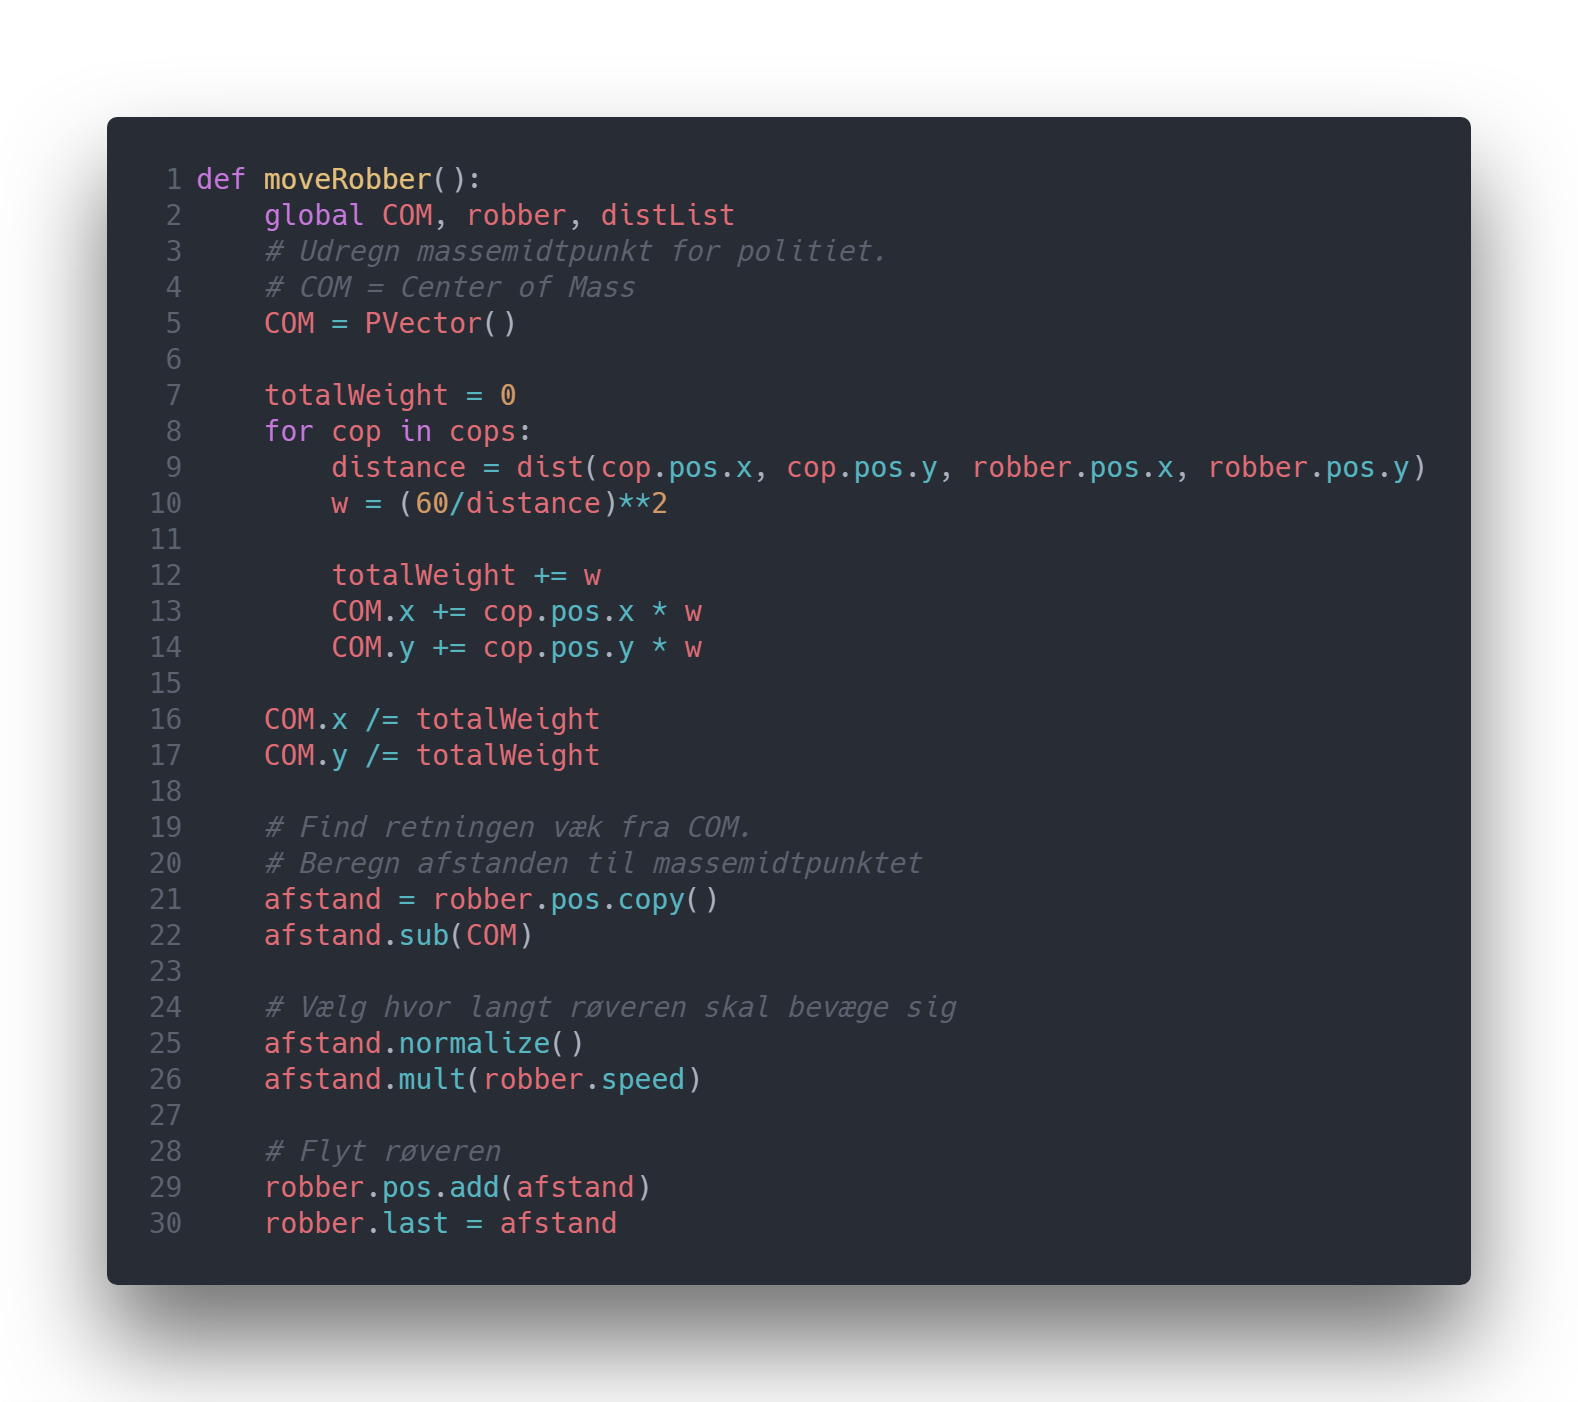 1 def moveRobber():
2     global COM, robber, distList
3     # Udregn massemidtpunkt for politiet.
4     # COM = Center of Mass
5     COM = PVector()
6
7     totalWeight = 0
8     for cop in cops:
9         distance = dist(cop.pos.x, cop.pos.y, robber.pos.x, robber.pos.y)
10         w = (60/distance)**2
11
12         totalWeight += w
13         COM.x += cop.pos.x * w
14         COM.y += cop.pos.y * w
15
16     COM.x /= totalWeight
17     COM.y /= totalWeight
18
19     # Find retningen væk fra COM.
20     # Beregn afstanden til massemidtpunktet
21     afstand = robber.pos.copy()
22     afstand.sub(COM)
23
24     # Vælg hvor langt røveren skal bevæge sig
25     afstand.normalize()
26     afstand.mult(robber.speed)
27
28     # Flyt røveren
29     robber.pos.add(afstand)
30     robber.last = afstand